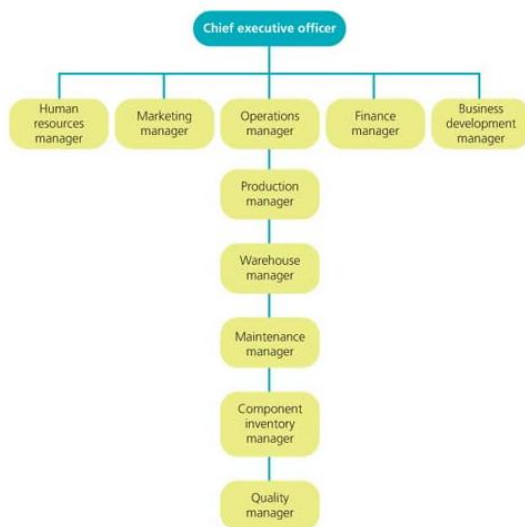 Chief executive officer
Human
resources
manager
Marketing
manager
Operations
manager
Finance
manager
Business
development
manager
Production
manager
Warehouse
manager
Maintenance
manager
Component
inventory
manager
Quality
manager